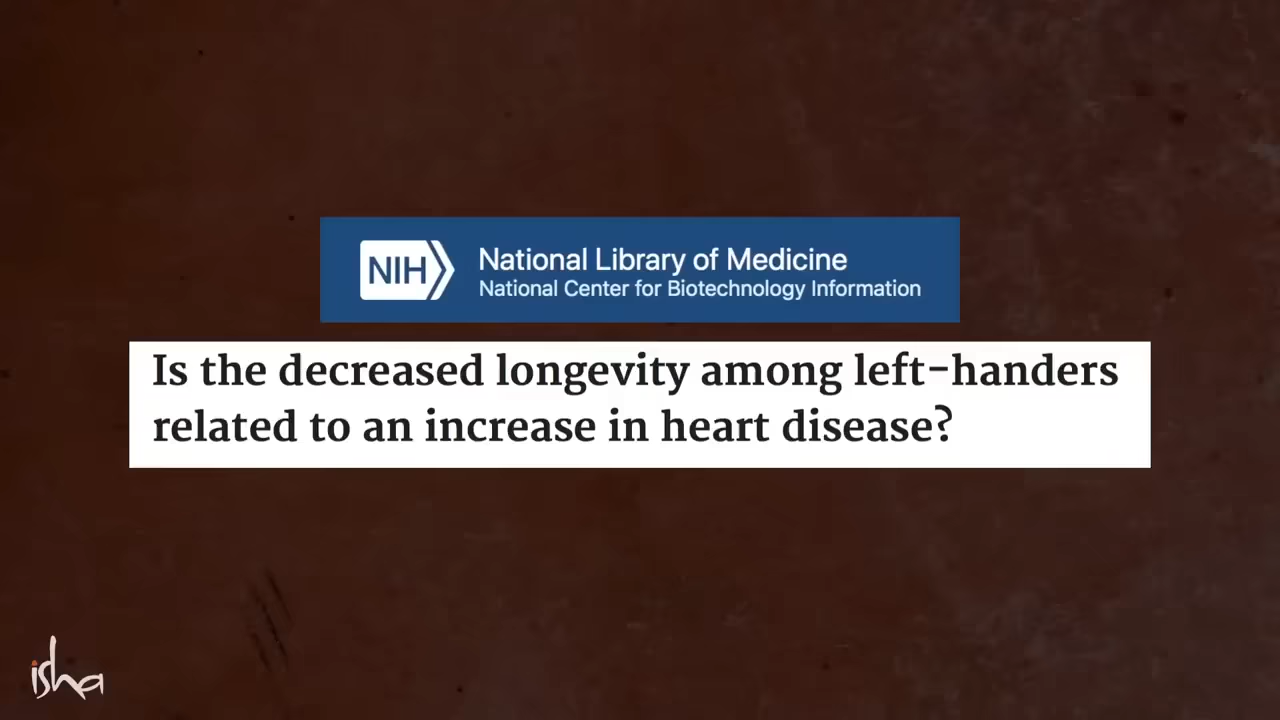 NIH
National Library of Medicine
National Center for Biotechnology Information
Is the decreased longevity among left-handers
related to an increase in heart disease?
isha